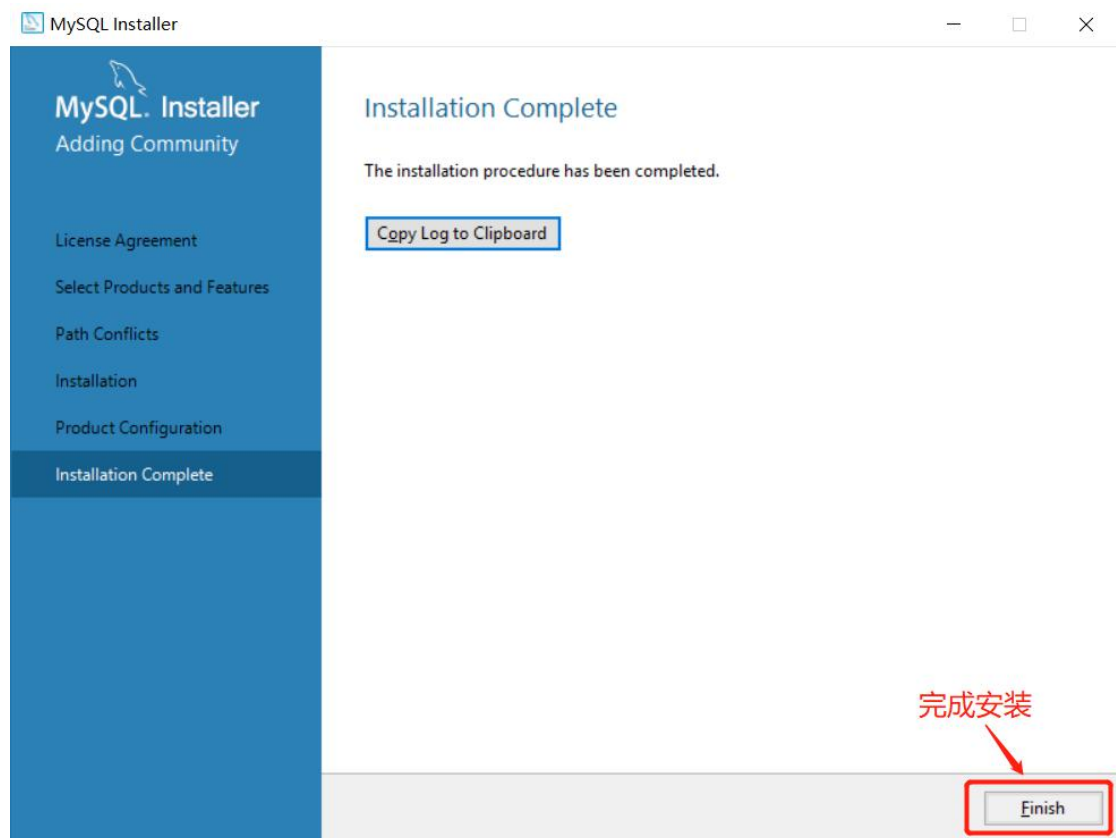 MySQL Installer
MySQL. Installer
Adding Community
License Agreement
Select Products and Features
Path Conflicts
Installation
Product Configuration
Installation Complete
Installation Complete
The installation procedure has been completed.
Copy Log to Clipboard
完成安装
Finish